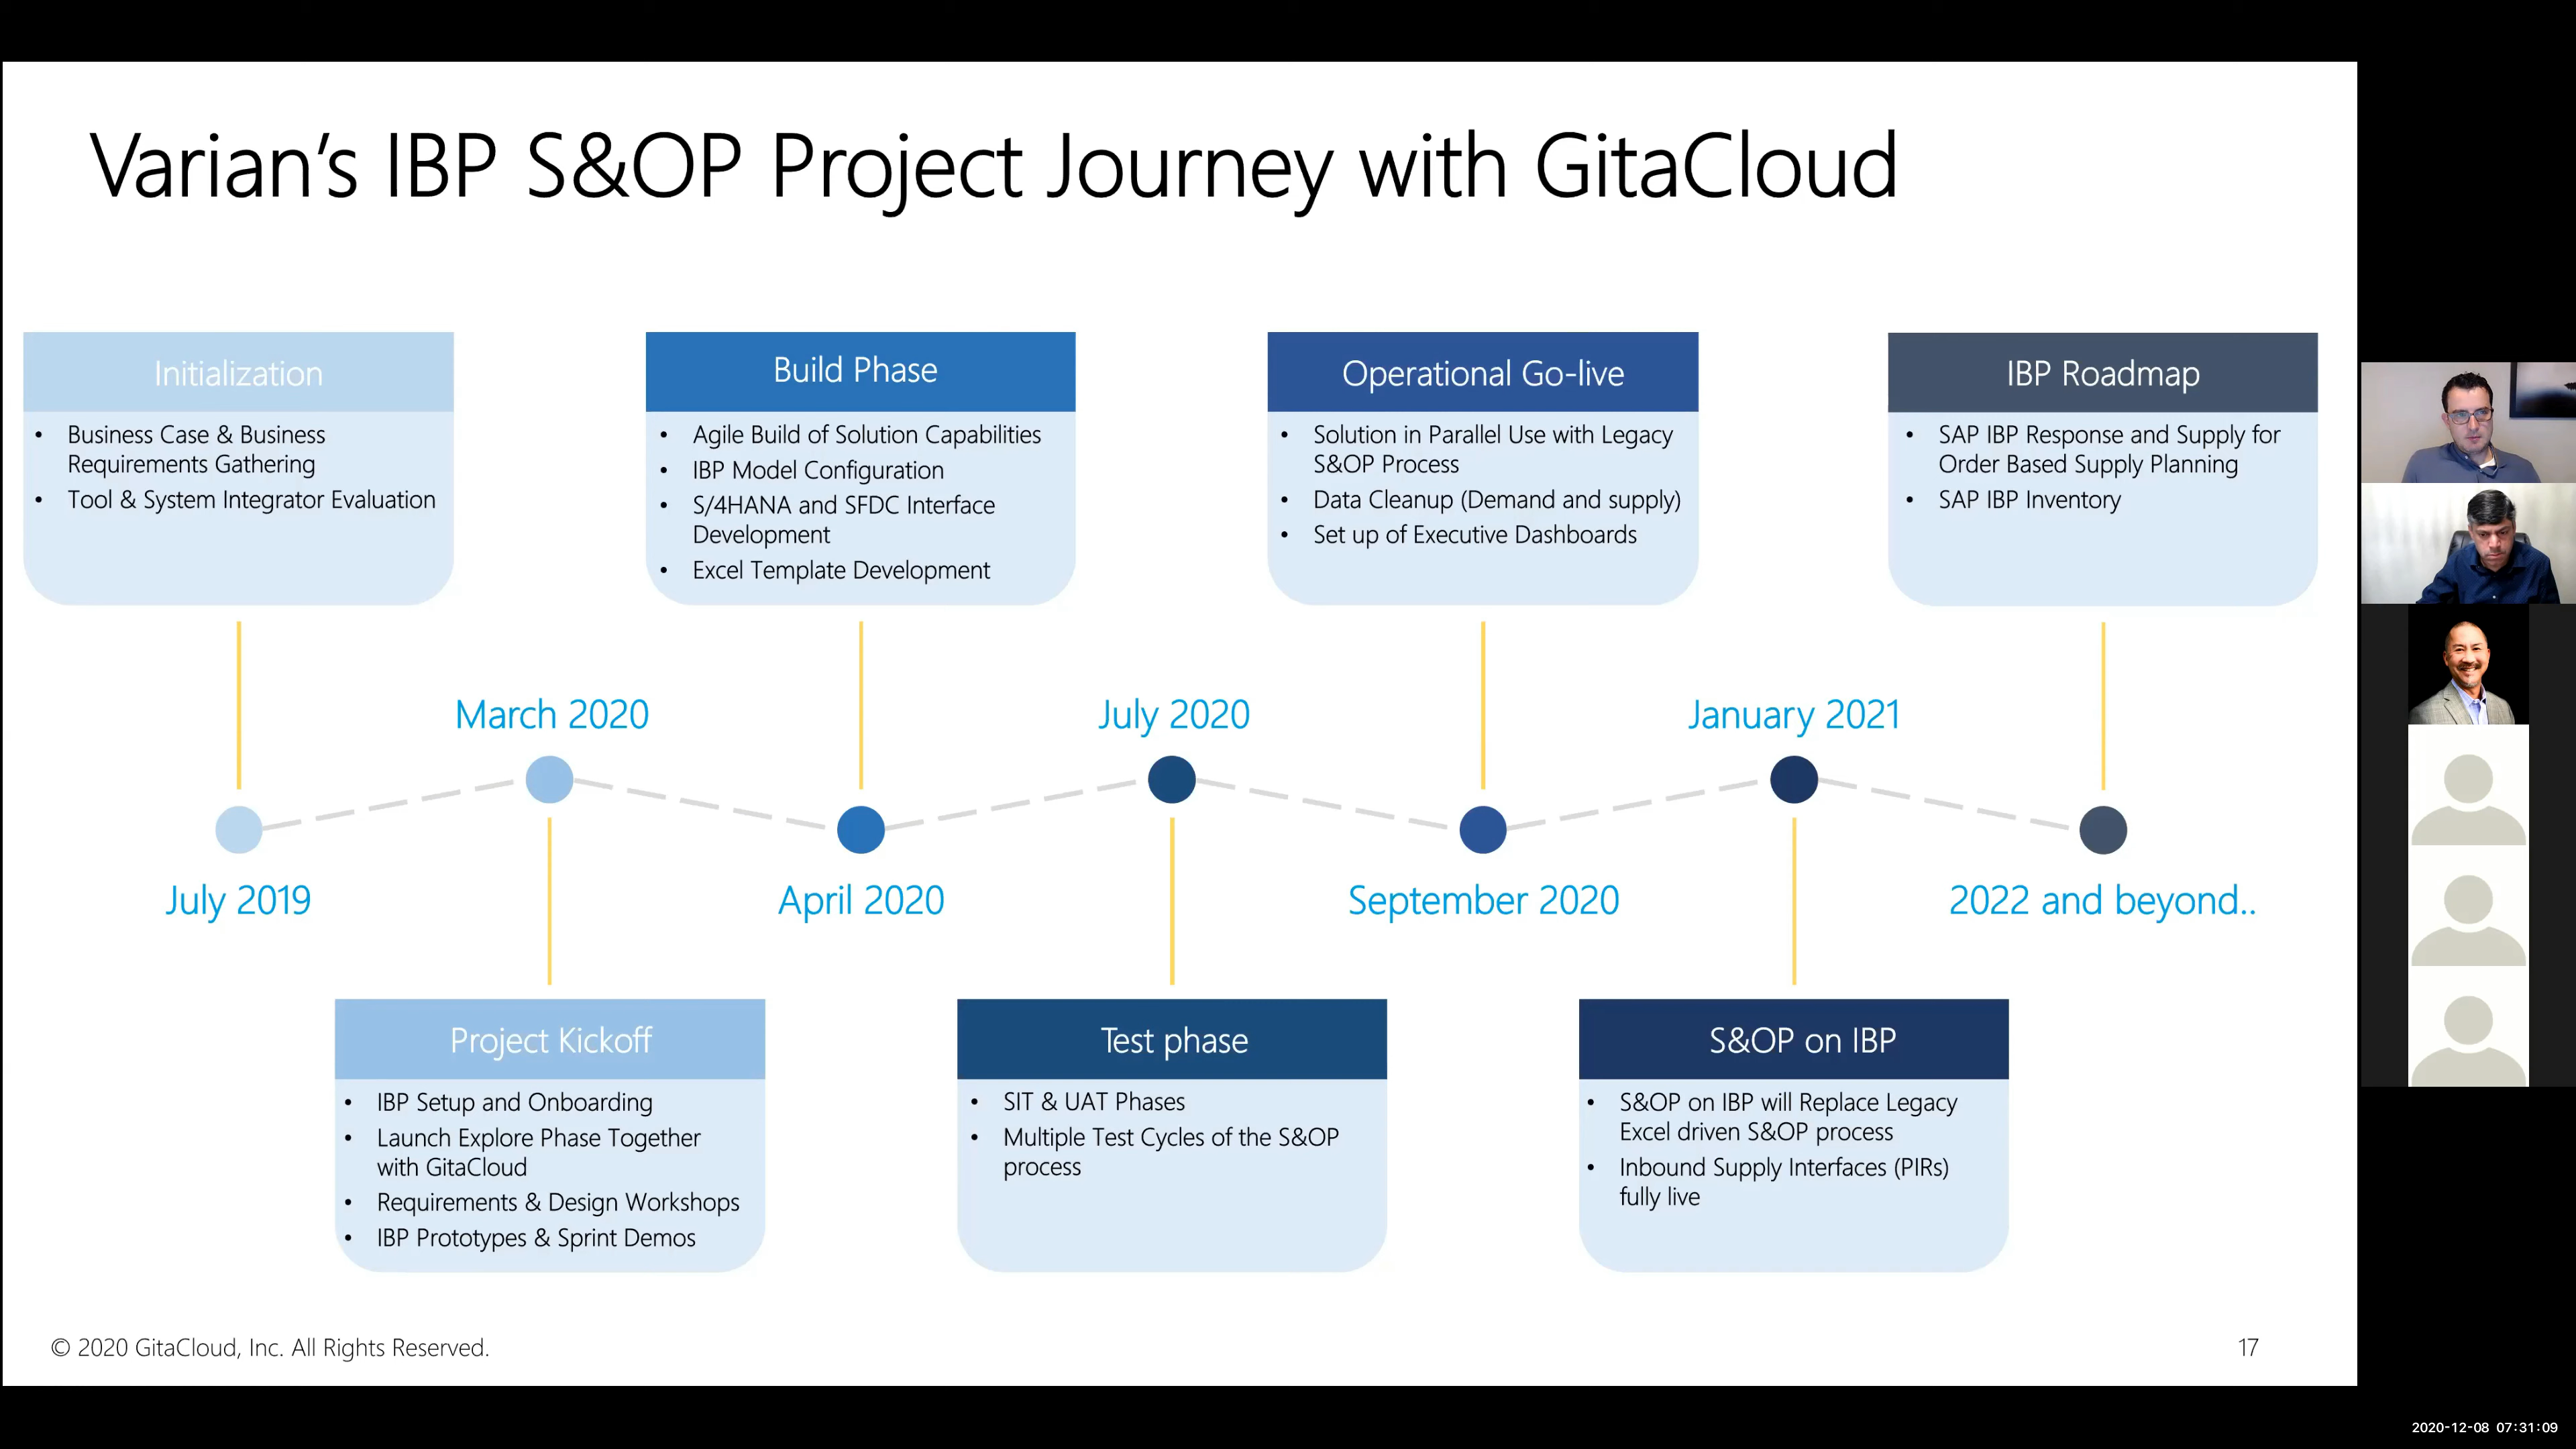 Varian’s IBP S&OP Project Journey with GitaCloud
Initialization
• Business Case & Business
Requirements Gathering
• Tool & System Integrator Evaluation
Build Phase
• Agile Build of Solution Capabilities
• IBP Model Configuration
• S/4HANA and SFDC Interface
Development
• Excel Template Development
Operational Go-live
• Solution in Parallel Use with Legacy
S&OP Process
• Data Cleanup (Demand and supply)
• Set up of Executive Dashboards
IBP Roadmap
• SAP IBP Response and Supply for
Order Based Supply Planning
• SAP IBP Inventory
March 2020
July 2020
January 2021
July 2019
April 2020
September 2020
2022 and beyond..
Project Kickoff
• IBP Setup and Onboarding
• Launch Explore Phase Together
with GitaCloud
• Requirements & Design Workshops
• IBP Prototypes & Sprint Demos
Test phase
• SIT & UAT Phases
• Multiple Test Cycles of the S&OP
process
S&OP on IBP
• S&OP on IBP will Replace Legacy
Excel driven S&OP process
• Inbound Supply Interfaces (PIRs)
fully live
© 2020 GitaCloud, Inc. All Rights Reserved.
17
2020-12-08 07:31:09